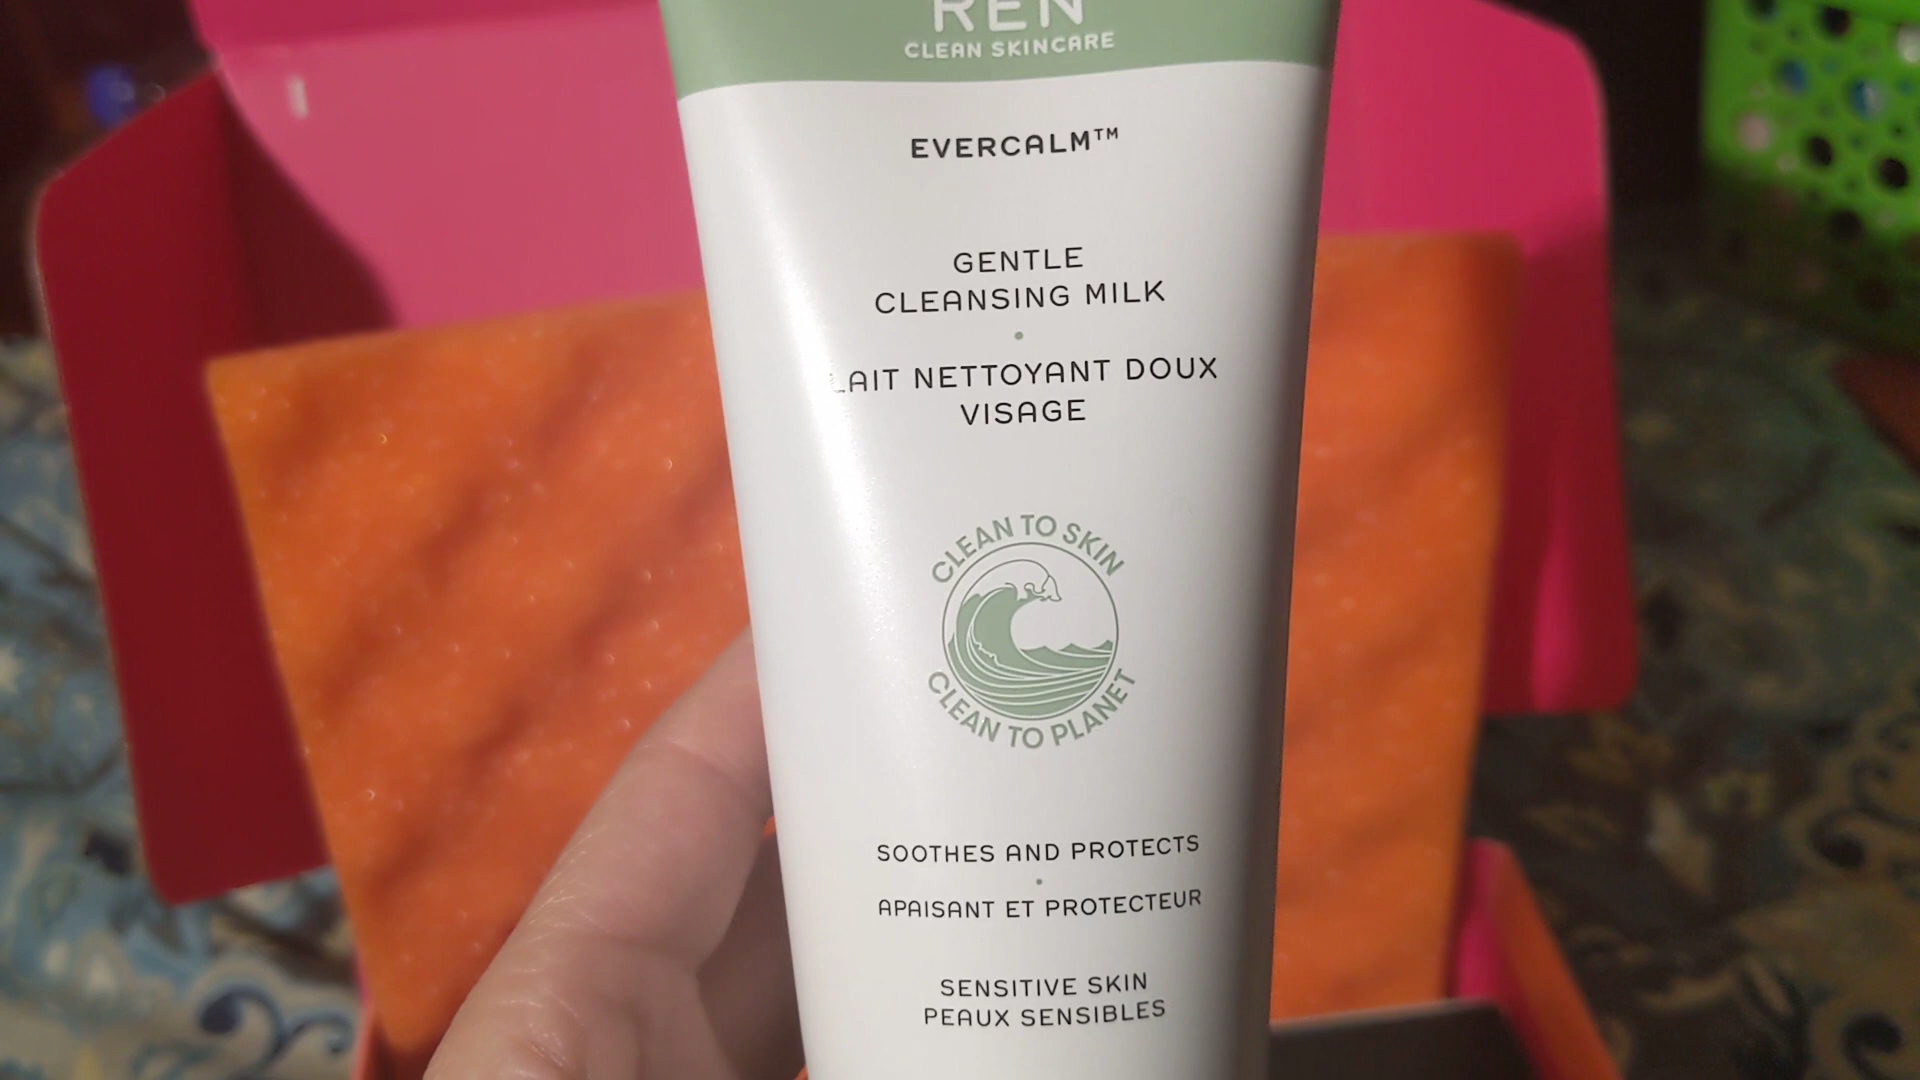 REN
CLEAN SKINCARE
EVERCALM™
GENTLE
CLEANSING MILK
LAIT NETTOYANT DOUX
VISAGE
CLEAN TO SKIN
CLEAN TO PLANET
SOOTHES AND PROTECTS
APAISANT ET PROTECTEUR
SENSITIVE SKIN
PEAUX SENSIBLES